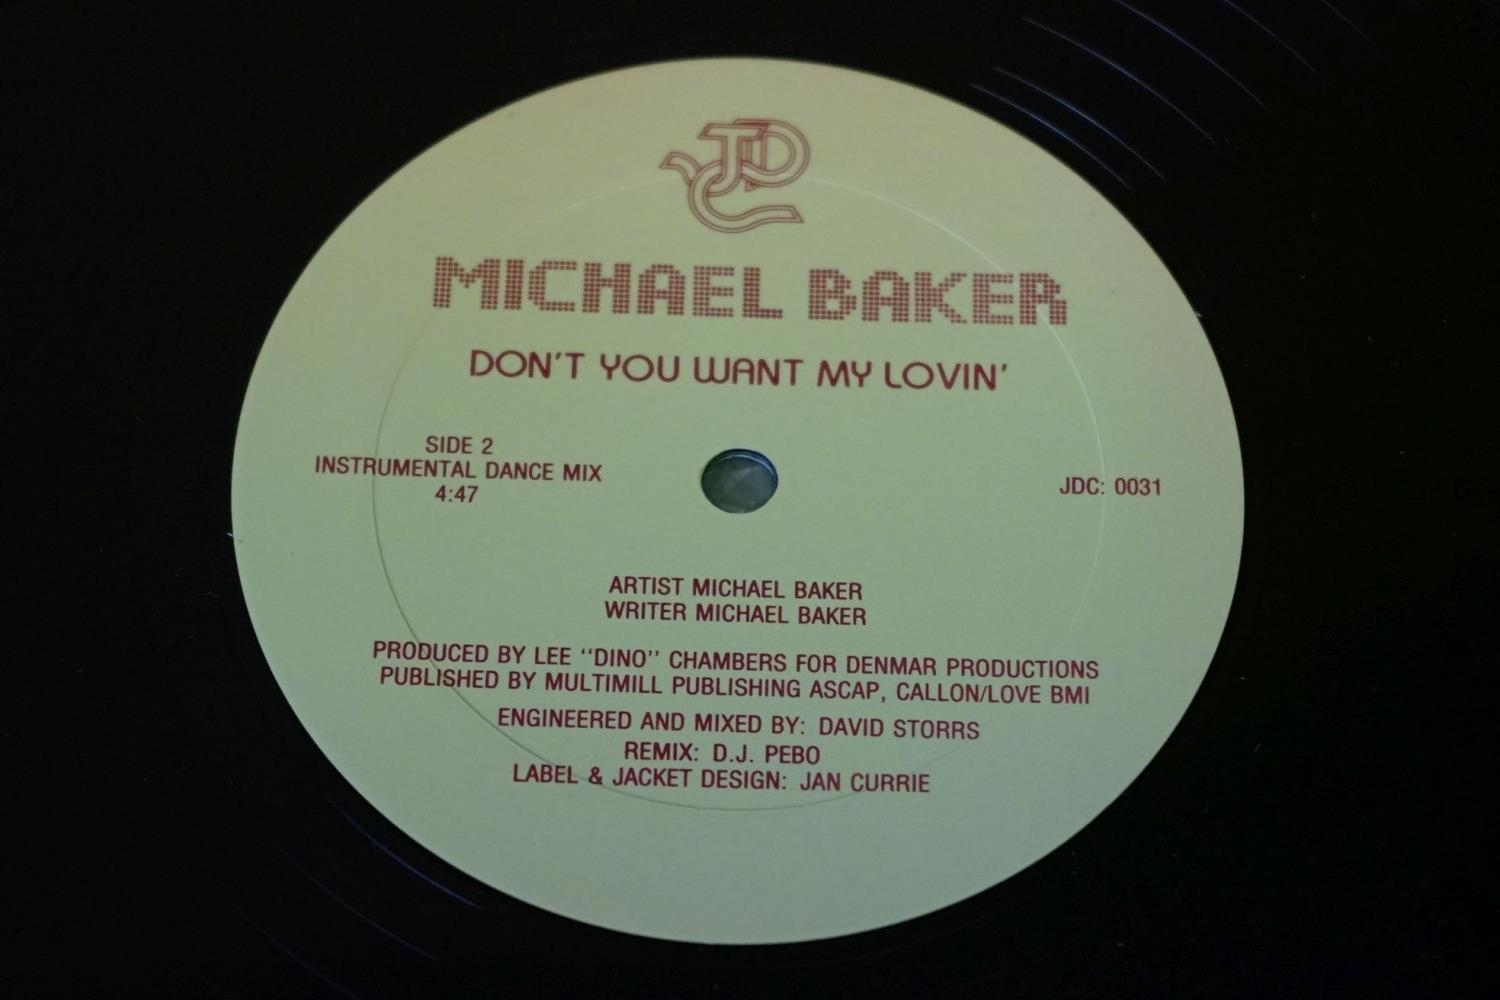 JDC
MICHAEL BAKER
DON'T YOU WANT MY LOVIN'
SIDE 2
INSTRUMENTAL DANCE MIX
4:47
JDC: 0031
ARTIST MICHAEL BAKER
WRITER MICHAEL BAKER
PRODUCED BY LEE "DINO" CHAMBERS FOR DENMAR PRODUCTIONS
PUBLISHED BY MULTIMILL PUBLISHING ASCAP, CALLON/LOVE BMI
ENGINEERED AND MIXED BY: DAVID STORRS
REMIX: D.J. PEBO
LABEL & JACKET DESIGN: JAN CURRIE